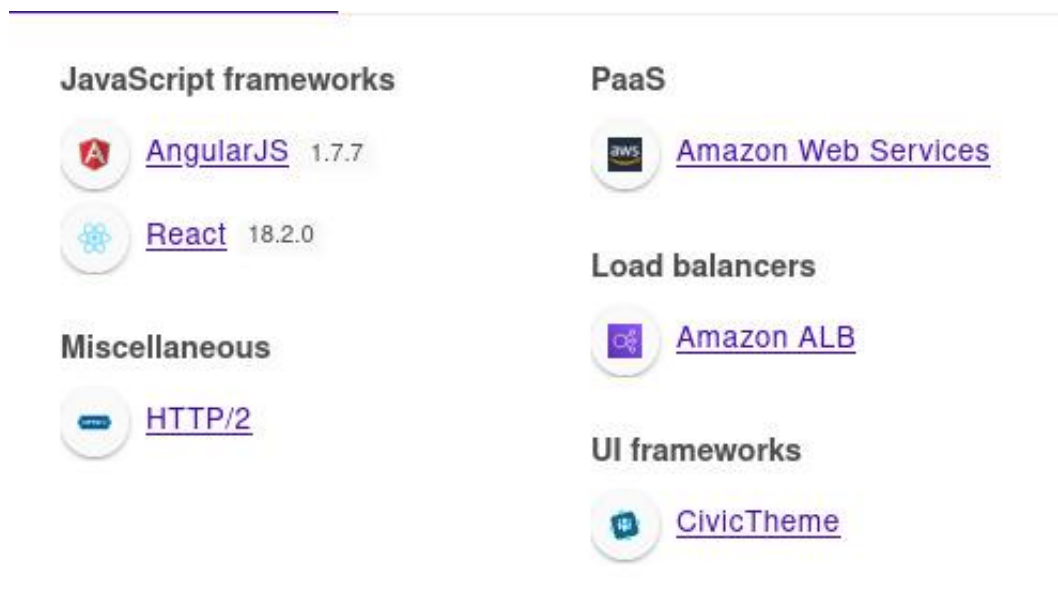 JavaScript frameworks
AngularJS 1.7.7
React 18.2.0
Miscellaneous
HTTP/2
PaaS
aws
Amazon Web Services
Load balancers
Amazon ALB
UI frameworks
CivicTheme